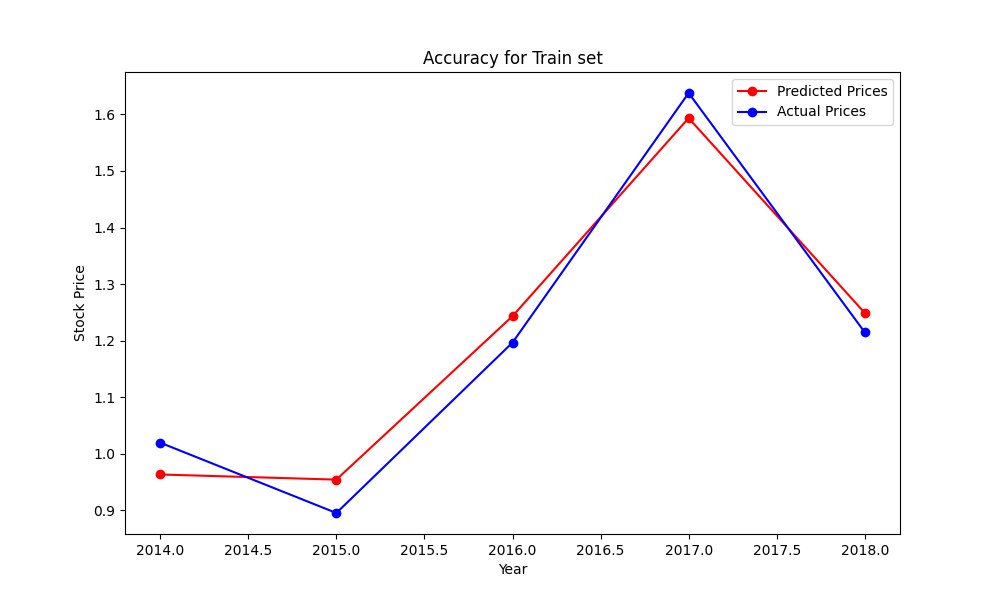 Accuracy for Train set
Predicted Prices
Actual Prices
1.6
1.5
1.4
1.3
1.2
1.1
1.0
0.9
Stock Price
2014.0 2014.5 2015.0 2015.5 2016.0 2016.5 2017.0 2017.5 2018.0
Year